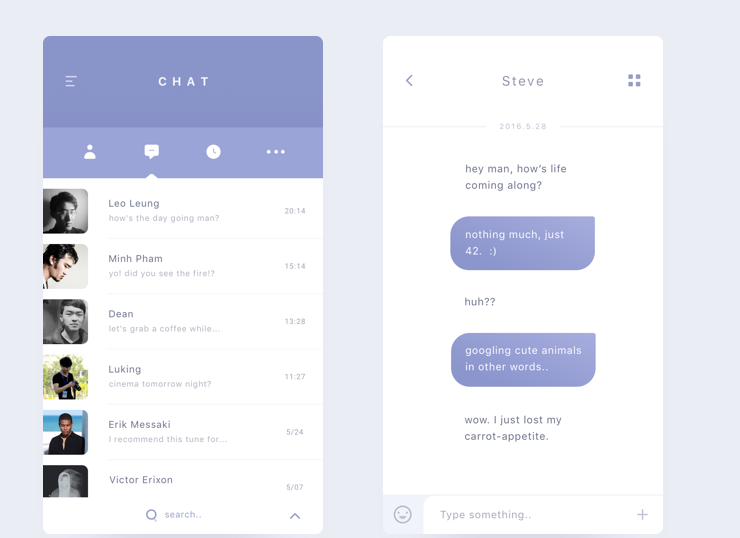 CHAT
Leo Leung
how's the day going man?
20:14
Minh Pham
yo! did you see the fire!?
15:14
Dean
let's grab a coffee while...
13:28
Luking
cinema tomorrow night?
11:27
Erik Messaki
I recommend this tune for...
5/24
Victor Erixon
5/07
search..
Steve
2016.5.28
hey man, how's life
coming along?
nothing much, just
42. :)
huh??
googling cute animals
in other words..
wow. I just lost my
carrot-appetite.
Type something..